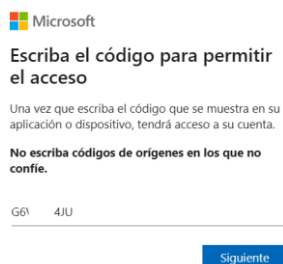 Microsoft
Escriba el código para permitir
el acceso
Una vez que escriba el código que se muestra en su
aplicación o dispositivo, tendrá acceso a su cuenta.
No escriba códigos de orígenes en los que no
confíe.
4JU
Siguiente